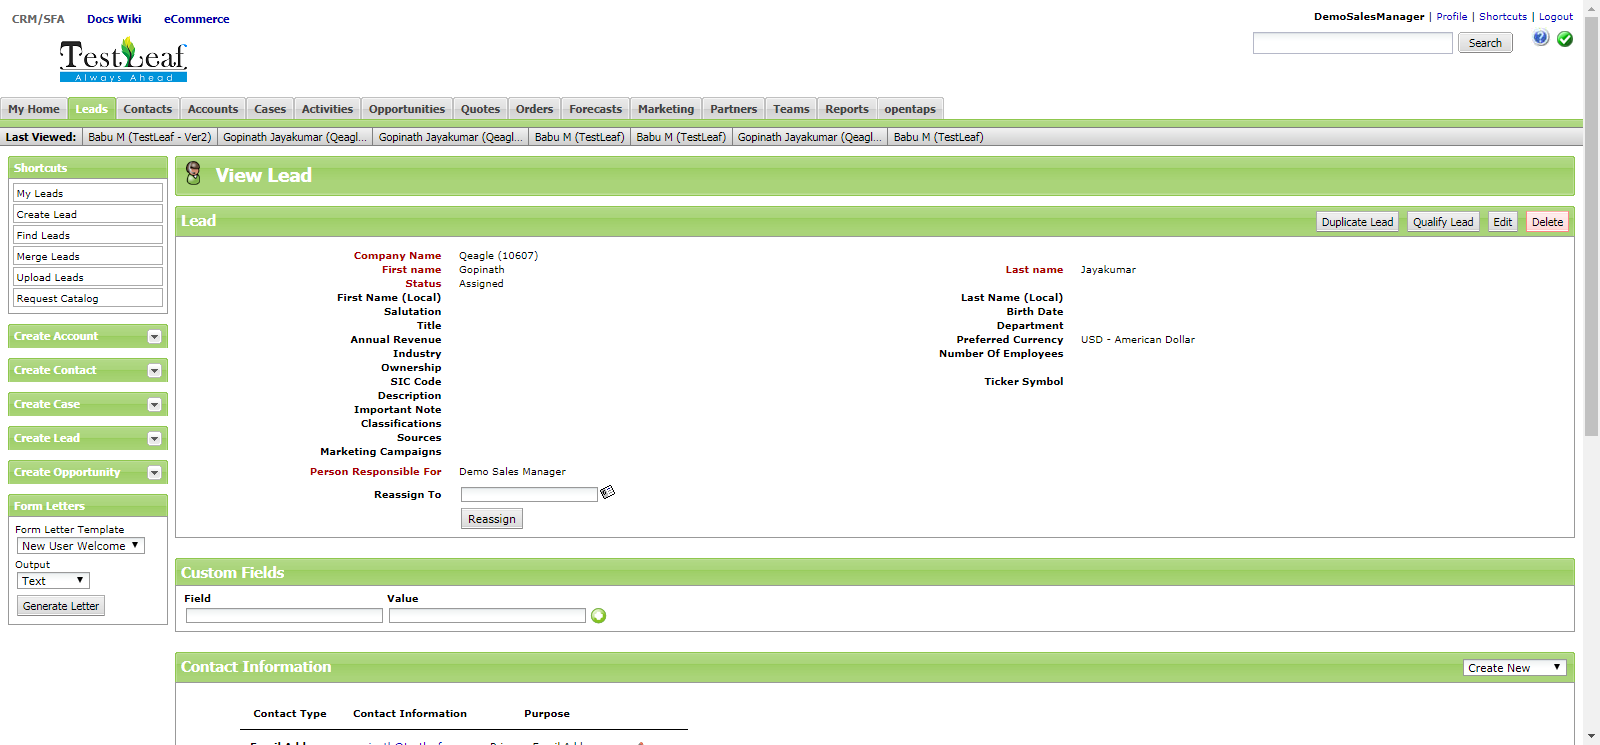 CRM/SFA Docs Wiki eCommerce
DemoSalesManager | Profile | Shortcuts | Logout
TestLeaf
Always Ahead
Search
My Home Leads Contacts Accounts Cases Activities Opportunities Quotes Orders Forecasts Marketing Partners Teams Reports opentaps
Last Viewed: Babu M (TestLeaf - Ver2) Gopinath Jayakumar (Qeagl... Gopinath Jayakumar (Qeagl... Babu M (TestLeaf) Babu M (TestLeaf) Gopinath Jayakumar (Qeagl... Babu M (TestLeaf)
Shortcuts
My Leads
Create Lead
Find Leads
Merge Leads
Upload Leads
Request Catalog
Create Account
Create Contact
Create Case
Create Lead
Create Opportunity
Form Letters
Form Letter Template
New User Welcome
Output
Text
Generate Letter
View Lead
Lead Duplicate Lead Qualify Lead Edit Delete
Company Name Qeagle (10607)
First name Gopinath Last name Jayakumar
Status Assigned
First Name (Local) Last Name (Local)
Salutation Birth Date
Title Department
Annual Revenue Preferred Currency USD - American Dollar
Industry Number Of Employees
Ownership
SIC Code Ticker Symbol
Description
Important Note
Classifications
Sources
Marketing Campaigns
Person Responsible For Demo Sales Manager
Reassign To
Reassign
Custom Fields
Field Value
Contact Information Create New
Contact Type Contact Information Purpose